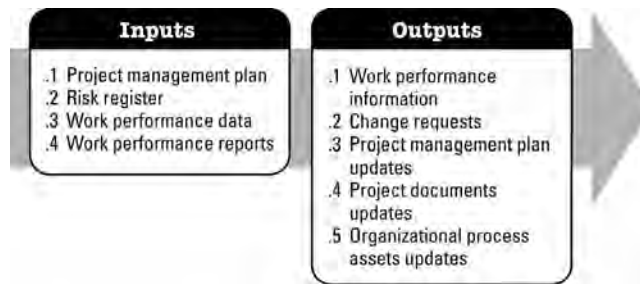 Inputs
.1 Project management plan
.2 Risk register
.3 Work performance data
.4 Work performance reports
Outputs
.1 Work performance
information
.2 Change requests
.3 Project management plan
updates
.4 Project documents
updates
.5 Organizational process
assets updates